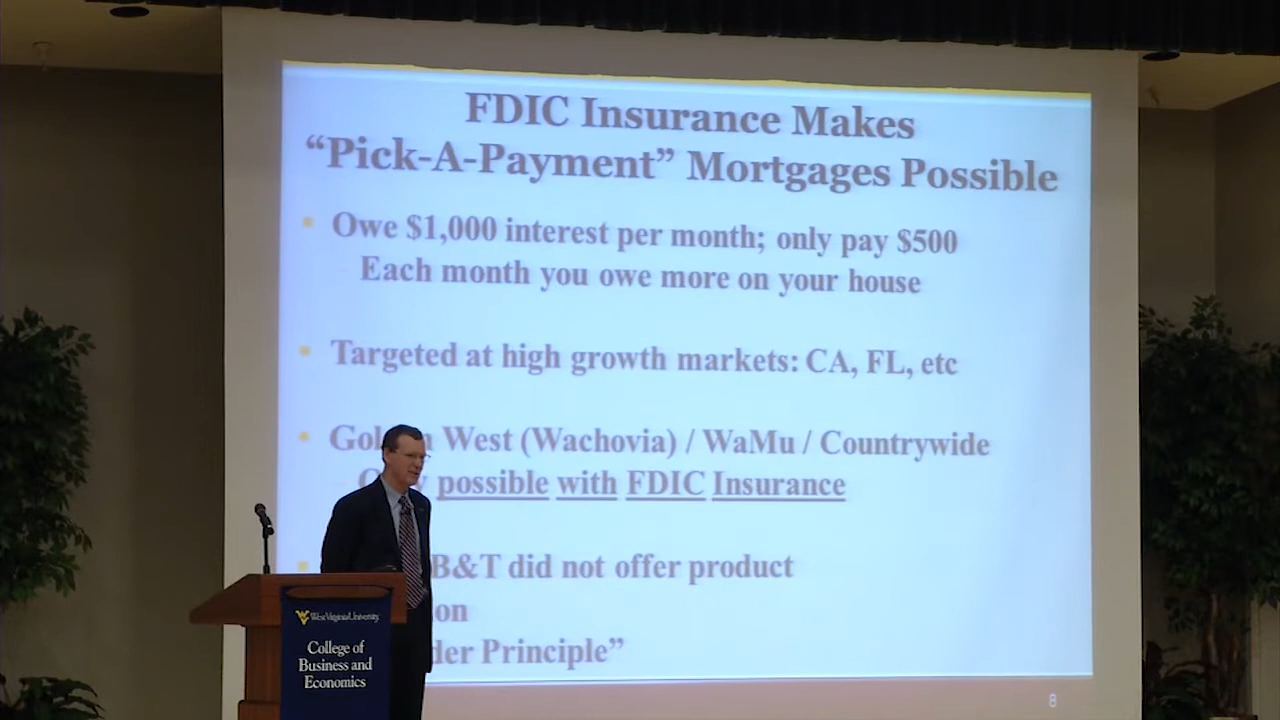 FDIC Insurance Makes
“Pick-A-Payment” Mortgages Possible
Owe $1,000 interest per month; only pay $500
Each month you owe more on your house
Targeted at high growth markets: CA, FL, etc
West (Wachovia) / WaMu / Countrywide
possible with FDIC Insurance
B&T did not offer product
Principle”
8
West Virginia University
College of
Business and
Economics